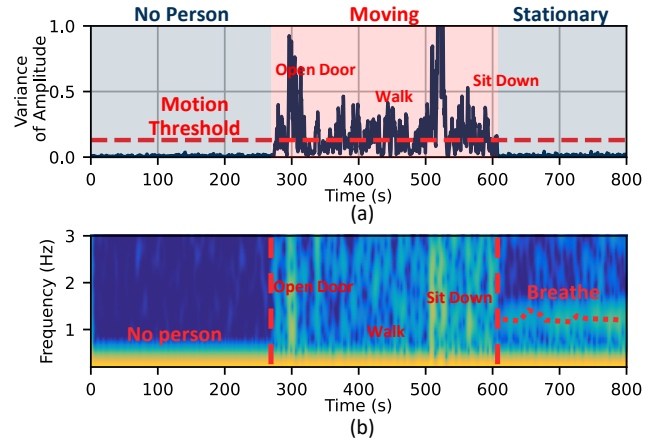 No Person Moving Stationary
1.0
0.5
0.0
Variance
of Amplitude
Open Door
Walk
Sit Down
Motion
Threshold
0 100 200 300 400 500 600 700 800
Time (s)
(a)
3
2
1
Frequency (Hz)
Open Door
Sit Down
Breathe
No person
Walk
0 100 200 300 400 500 600 700 800
Time (s)
(b)